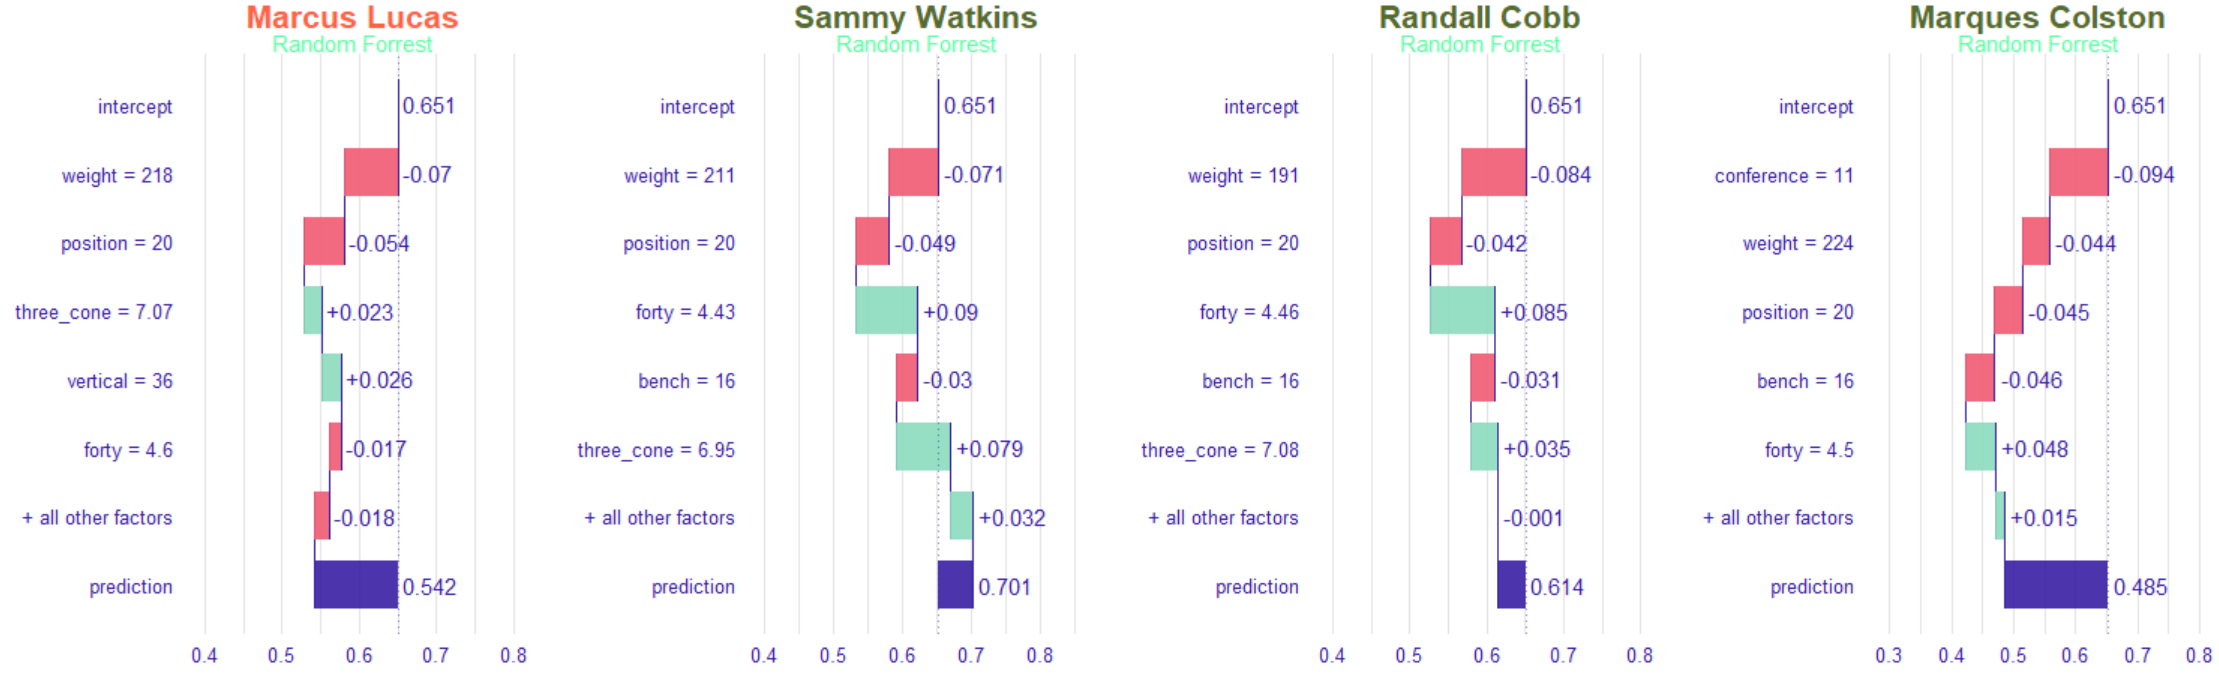 Marcus Lucas
Random Forrest
intercept 0.651
weight = 218 -0.07
position = 20 -0.054
three_cone = 7.07 +0.023
vertical = 36 +0.026
forty = 4.6 -0.017
+ all other factors -0.018
prediction 0.542
0.4 0.5 0.6 0.7 0.8
Sammy Watkins
Random Forrest
intercept 0.651
weight = 211 -0.071
position = 20 -0.049
forty = 4.43 +0.09
bench = 16 -0.03
three_cone = 6.95 +0.079
+ all other factors +0.032
prediction 0.701
0.4 0.5 0.6 0.7 0.8
Randall Cobb
Random Forrest
intercept 0.651
weight = 191 -0.084
position = 20 -0.042
forty = 4.46 +0.085
bench = 16 -0.031
three_cone = 7.08 +0.035
+ all other factors -0.001
prediction 0.614
0.4 0.5 0.6 0.7 0.8
Marques Colston
Random Forrest
intercept 0.651
conference = 11 -0.094
weight = 224 -0.044
position = 20 -0.045
bench = 16 -0.046
forty = 4.5 +0.048
+ all other factors +0.015
prediction 0.485
0.3 0.4 0.5 0.6 0.7 0.8